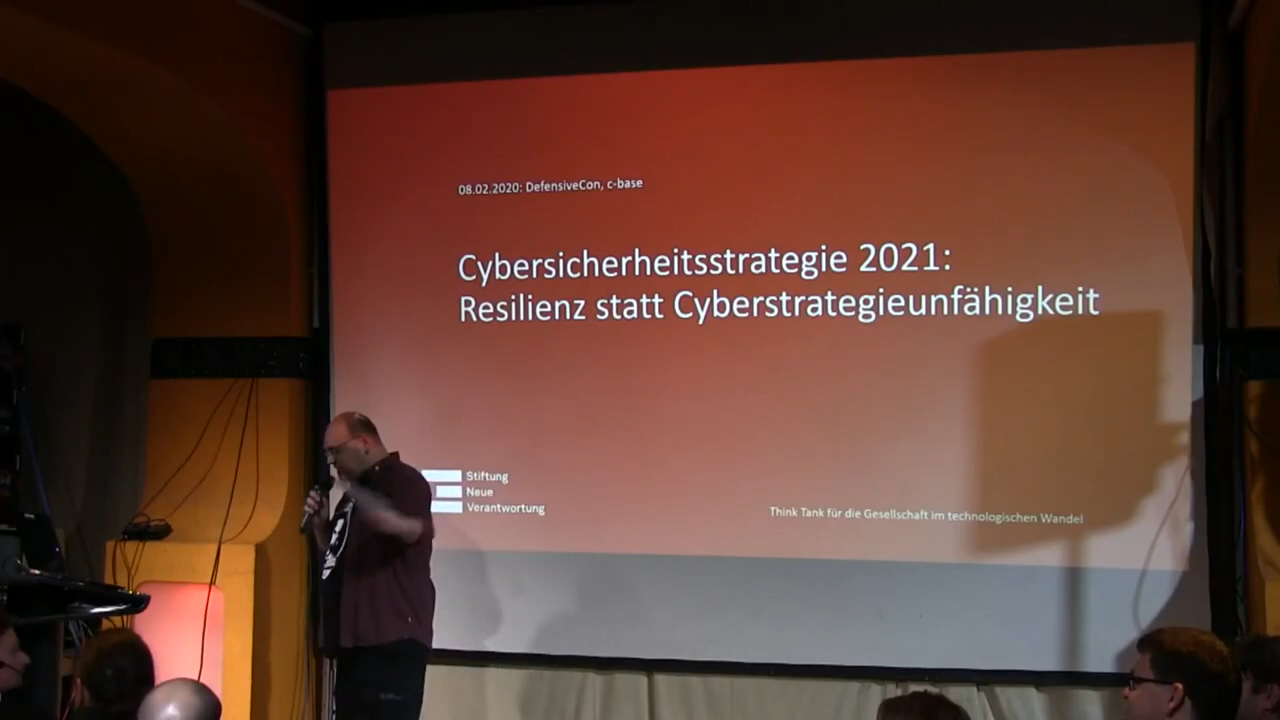 08.02.2020: DefensiveCon, c-base
Cybersicherheitsstrategie 2021:
Resilienz statt Cyberstrategieunfähigkeit
Stiftung
Neue
Verantwortung
Think Tank für die Gesellschaft im technologischen Wandel